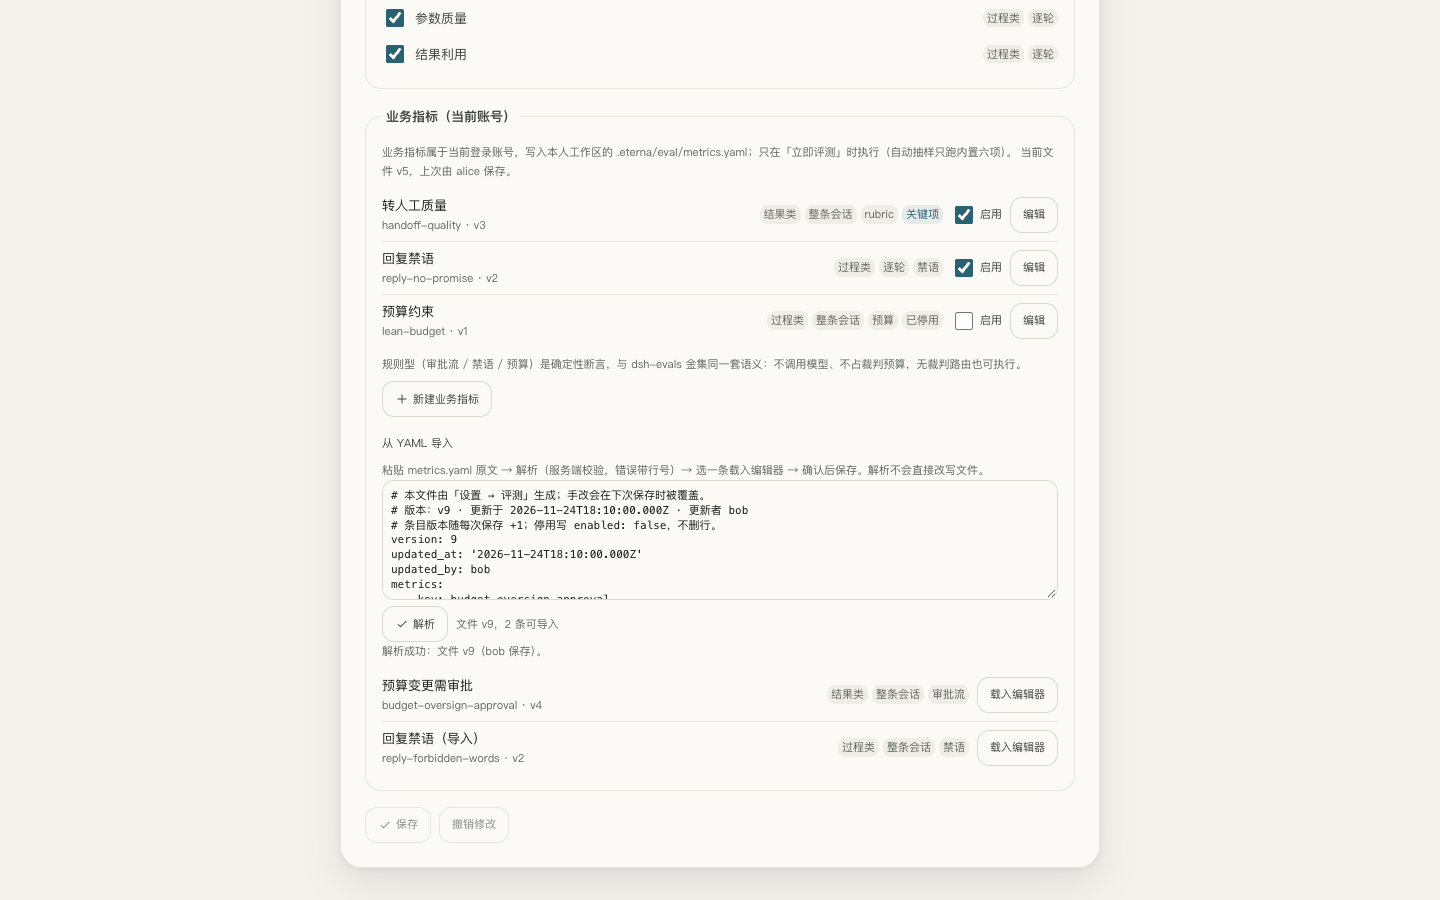 参数质量 过程类 逐轮
结果利用 过程类 逐轮
业务指标（当前账号）
业务指标属于当前登录账号，写入本人工作区的 .eterna/eval/metrics.yaml；只在「立即评测」时执行（自动抽样只跑内置六项）。 当前文
件 v5，上次由 alice 保存。
转人工质量
handoff-quality · v3
结果类 整条会话 rubric 关键项 启用 编辑
回复禁语
reply-no-promise · v2
过程类 逐轮 禁语 启用 编辑
预算约束
lean-budget · v1
过程类 整条会话 预算 已停用 启用 编辑
规则型（审批流 / 禁语 / 预算）是确定性断言，与 dsh-evals 金集同一套语义：不调用模型、不占裁判预算，无裁判路由也可执行。
新建业务指标
从 YAML 导入
粘贴 metrics.yaml 原文 → 解析（服务端校验，错误带行号）→ 选一条载入编辑器 → 确认后保存。解析不会直接改写文件。
# 本文件由「设置 → 评测」生成；手改会在下次保存时被覆盖。
# 版本：v9 · 更新于 2026-11-24T18:10:00.000Z · 更新者 bob
# 条目版本随每次保存 +1；停用写 enabled: false，不删行。
version: 9
updated_at: '2026-11-24T18:10:00.000Z'
updated_by: bob
metrics:
key: budget-oversign-approval
解析 文件 v9，2 条可导入
解析成功：文件 v9（bob 保存）。
预算变更需审批
budget-oversign-approval · v4
结果类 整条会话 审批流 载入编辑器
回复禁语（导入）
reply-forbidden-words · v2
过程类 整条会话 禁语 载入编辑器
保存 撤销修改